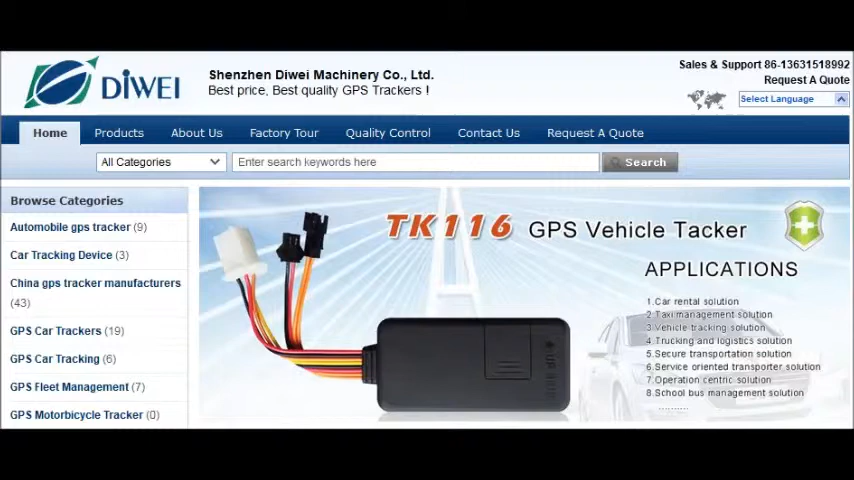 DIWEI
Shenzhen Diwei Machinery Co., Ltd.
Best price, Best quality GPS Trackers !
Sales & Support 86-13631518992
Request A Quote
Select Language
Home
Products
About Us
Factory Tour
Quality Control
Contact Us
Request A Quote
All Categories
Enter search keywords here
Search
Browse Categories
Automobile gps tracker (9)
Car Tracking Device (3)
China gps tracker manufacturers
(43)
GPS Car Trackers (19)
GPS Car Tracking (6)
GPS Fleet Management (7)
GPS Motorbicycle Tracker (0)
TK116 GPS Vehicle Tacker
APPLICATIONS
1.Car rental solution
2.Taxi management solution
3.Vehicle tracking solution
4.Trucking and logistics solution
5.Secure transportation solution
6.Service oriented transporter solution
7.Operation centric solution
8.School bus management solution
..........